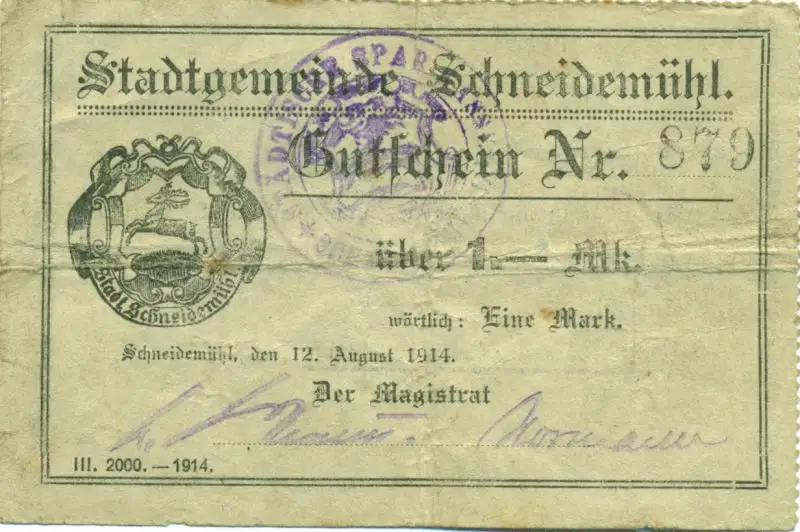 Stadtgemeinde Schneidemühl.
Gutschein Nr. 879
über 1.— Mk.
wörtlich: Eine Mark.
Stadt Schneidemühl
Schneidemühl, den 12. August 1914.
Der Magistrat
III. 2000.—1914.